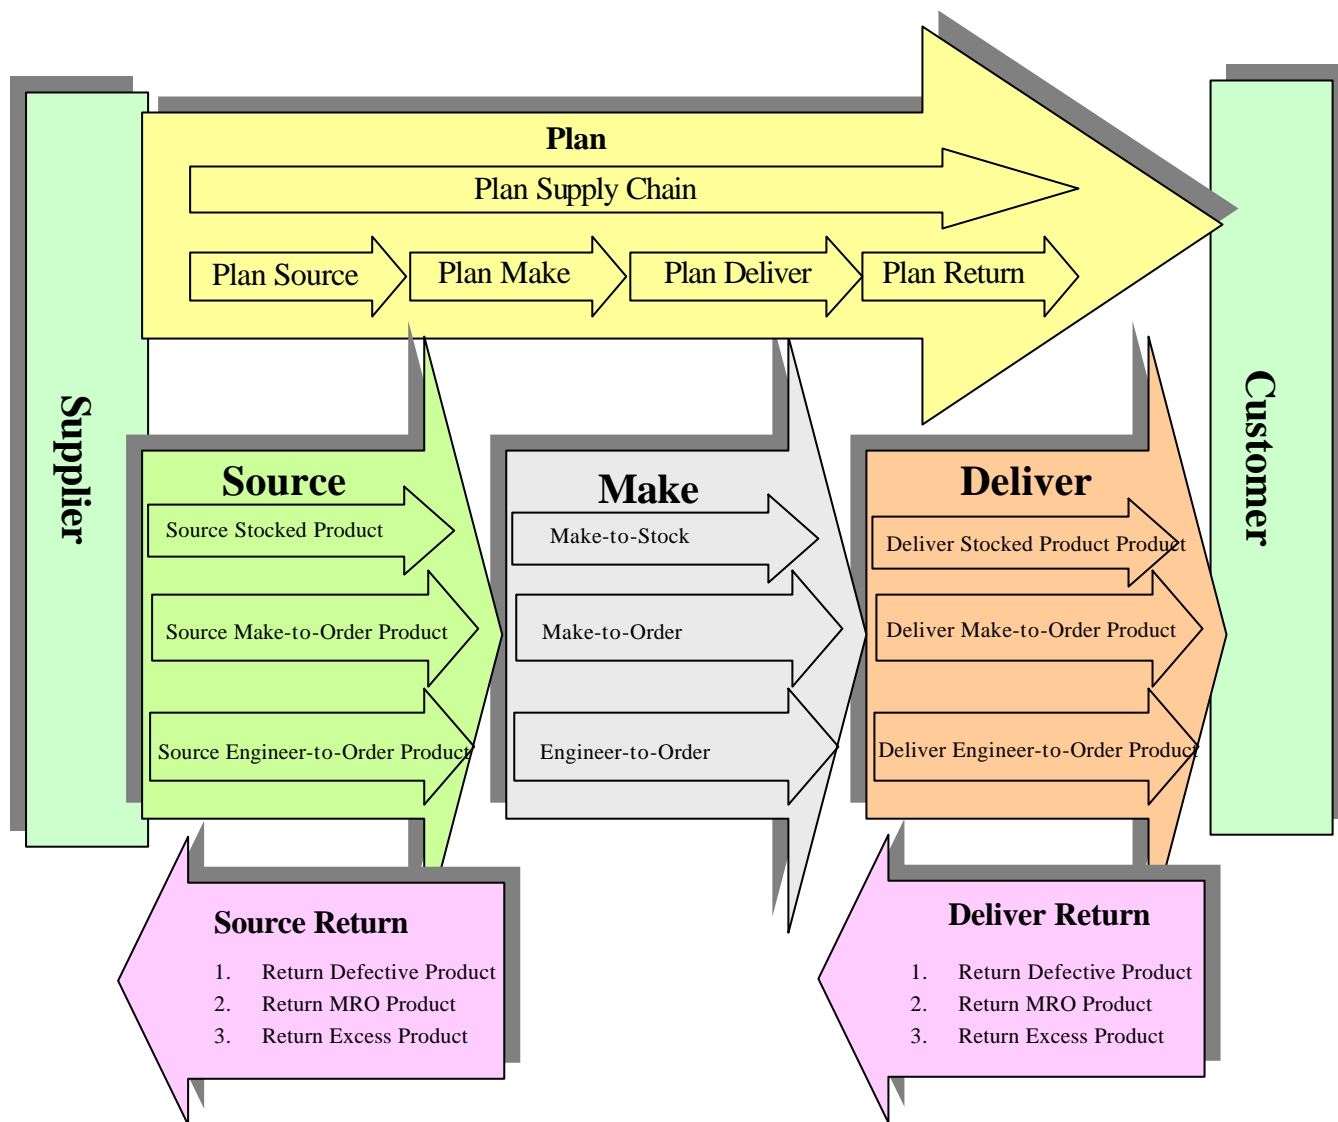 Plan
Plan Supply Chain
Plan Source
Plan Make
Plan Deliver
Plan Return
Supplier
Customer
Source
Source Stocked Product
Source Make-to-Order Product
Source Engineer-to-Order Product
Make
Make-to-Stock
Make-to-Order
Engineer-to-Order
Deliver
Deliver Stocked Product Product
Deliver Make-to-Order Product
Deliver Engineer-to-Order Product
Source Return
1. Return Defective Product
2. Return MRO Product
3. Return Excess Product
Deliver Return
1. Return Defective Product
2. Return MRO Product
3. Return Excess Product